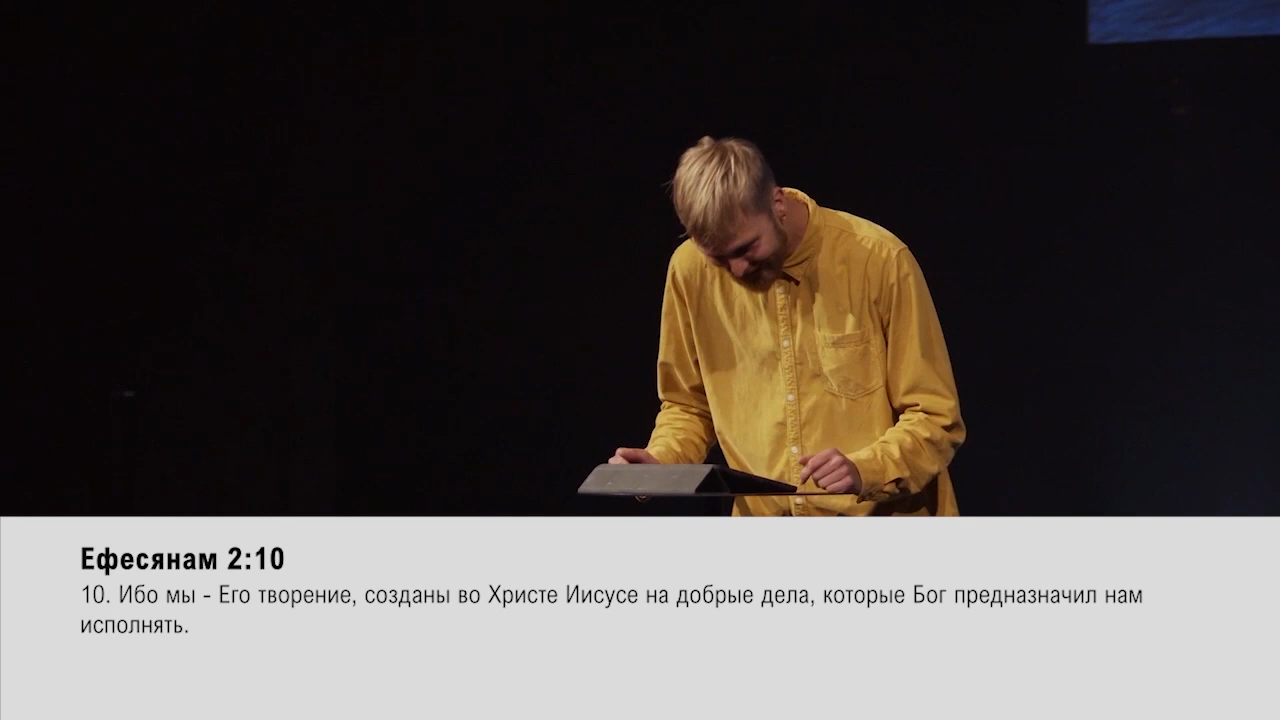 Ефесянам 2:10
10. Ибо мы - Его творение, созданы во Христе Иисусе на добрые дела, которые Бог предназначил нам
исполнять.